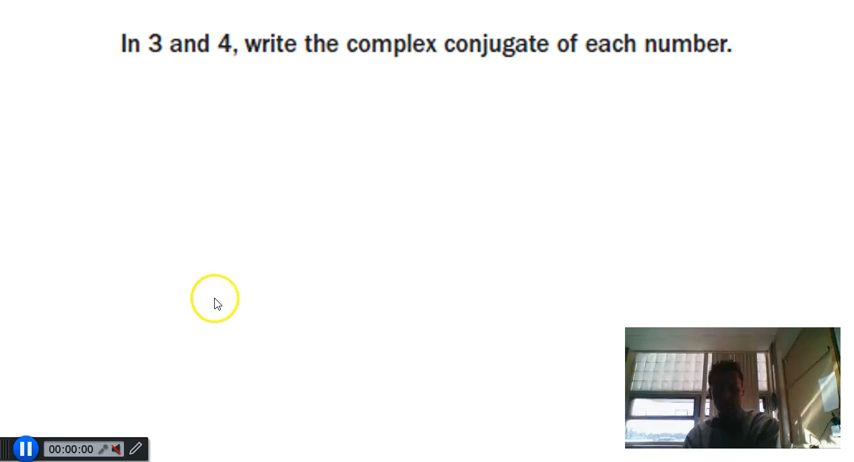 In 3 and 4, write the complex conjugate of each number.
00:00:00